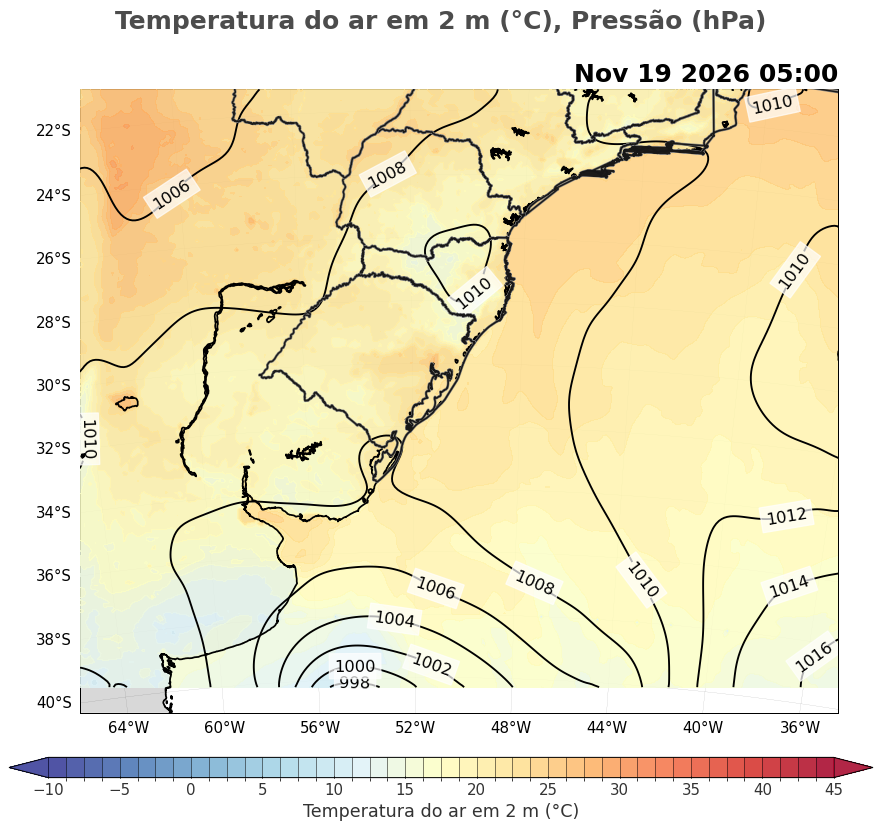 Temperatura do ar em 2 m (°C), Pressão (hPa)
Nov 19 2026 05:00
22°S
24°S
26°S
28°S
30°S
32°S
34°S
36°S
38°S
40°S
1010
1006
1008
1010
1010
1010
1012
1010
1008
1014
1006
1004
1002
1000
998
1016
64°W 60°W 56°W 52°W 48°W 44°W 40°W 36°W
−10 −5 0 5 10 15 20 25 30 35 40 45
Temperatura do ar em 2 m (°C)